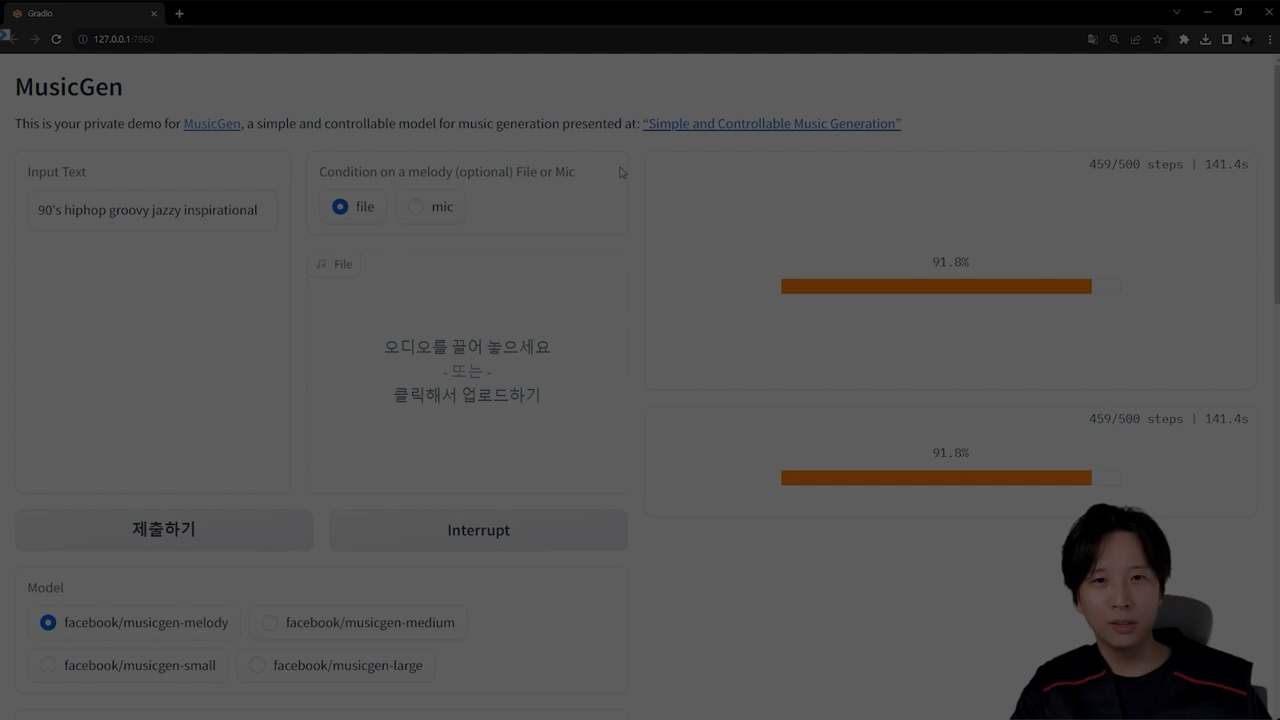 Gradio
127.0.0.1:7860
MusicGen
This is your private demo for MusicGen, a simple and controllable model for music generation presented at: “Simple and Controllable Music Generation”
Input Text
90's hiphop groovy jazzy inspirational
Condition on a melody (optional) File or Mic
file
mic
File
오디오를 끌어 놓으세요
- 또는 -
클릭해서 업로드하기
459/500 steps | 141.4s
91.8%
459/500 steps | 141.4s
91.8%
제출하기
Interrupt
Model
facebook/musicgen-melody
facebook/musicgen-medium
facebook/musicgen-small
facebook/musicgen-large